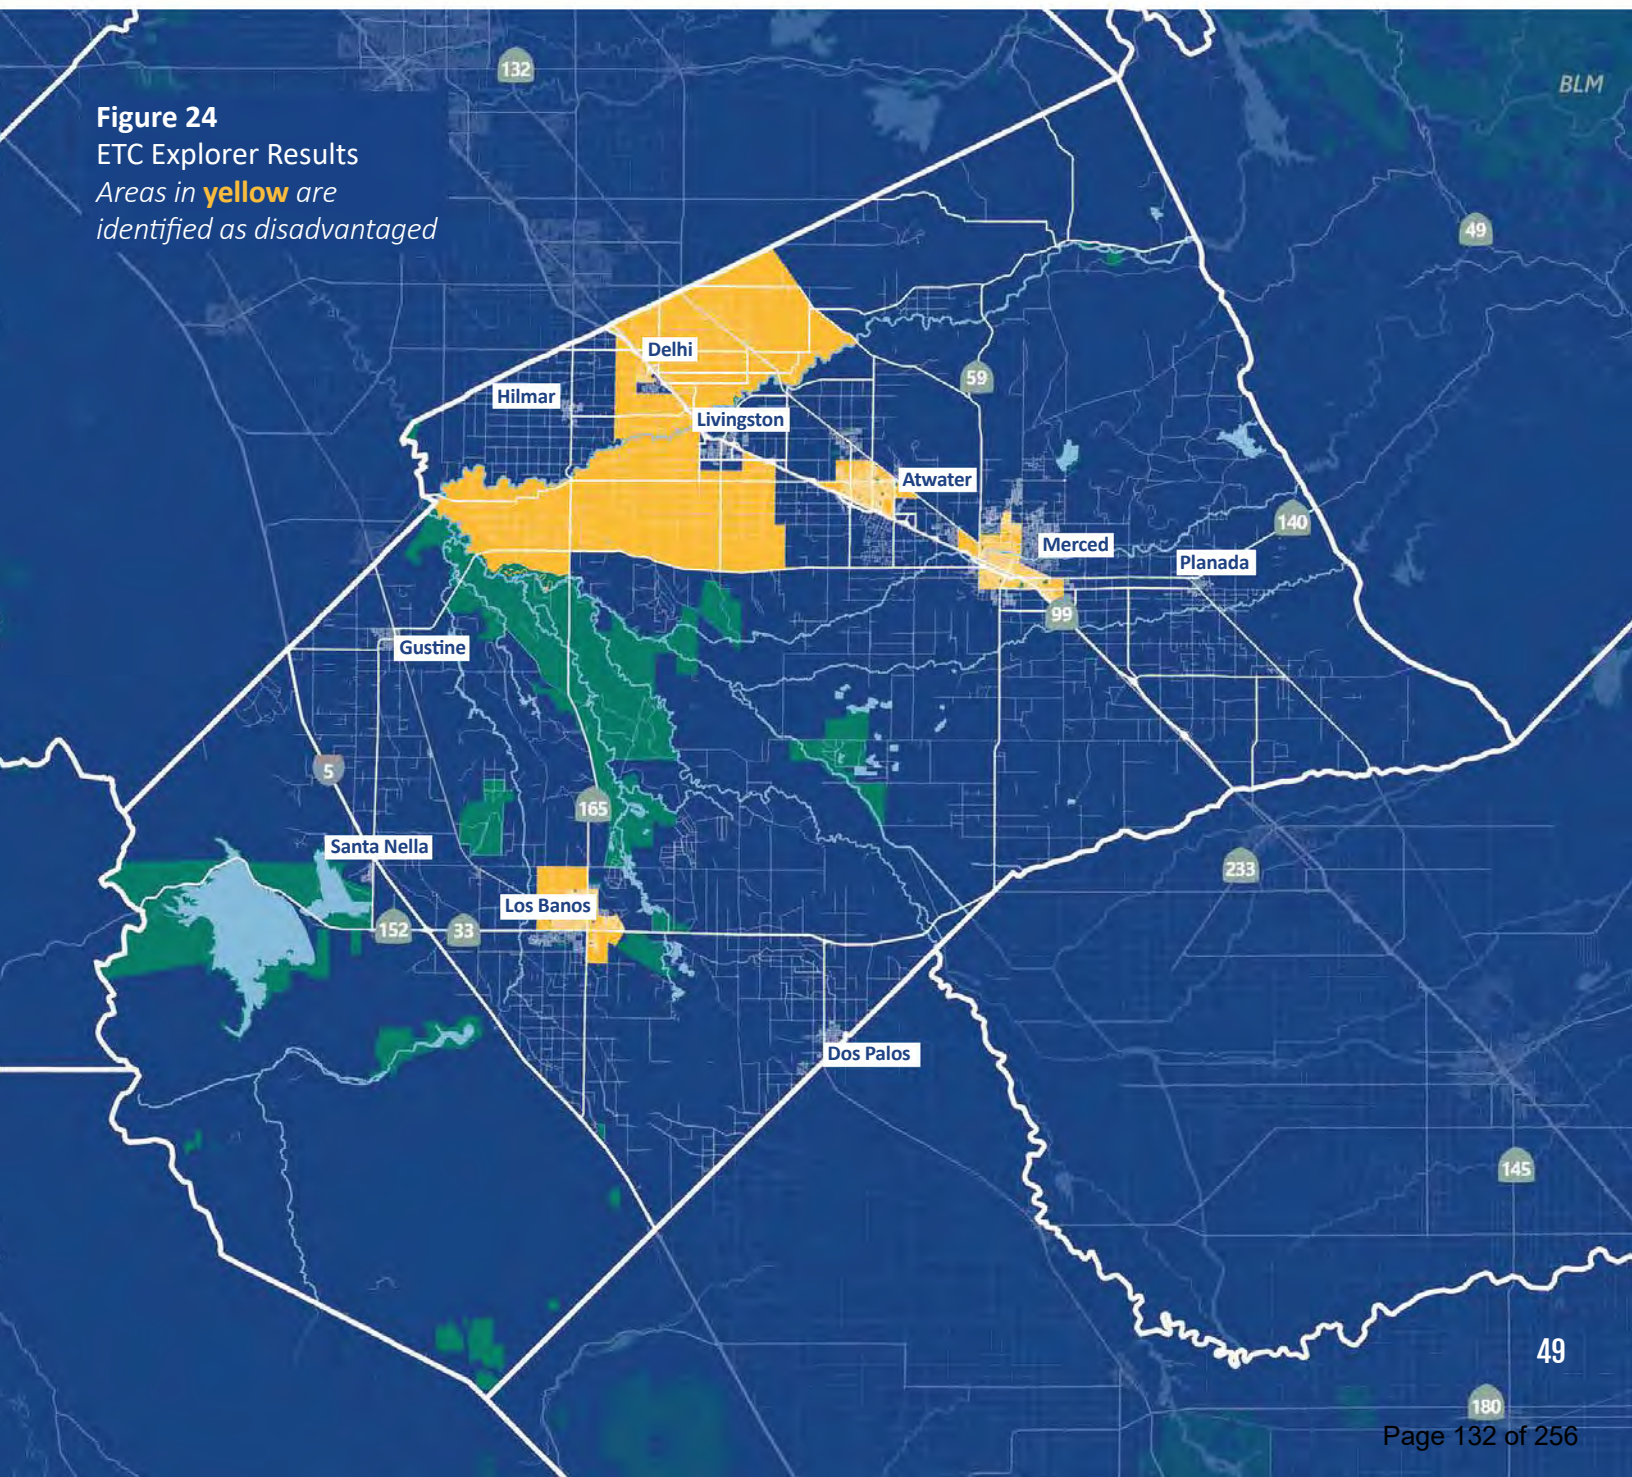 132
BLM
Figure 24
ETC Explorer Results
Areas in yellow are
identified as disadvantaged
49
Delhi
59
Hilmar
Livingston
Atwater
140
Merced
Planada
99
Gustine
5
165
Santa Nella
233
Los Banos
152
33
Dos Palos
145
49
180
Page 132 of 256